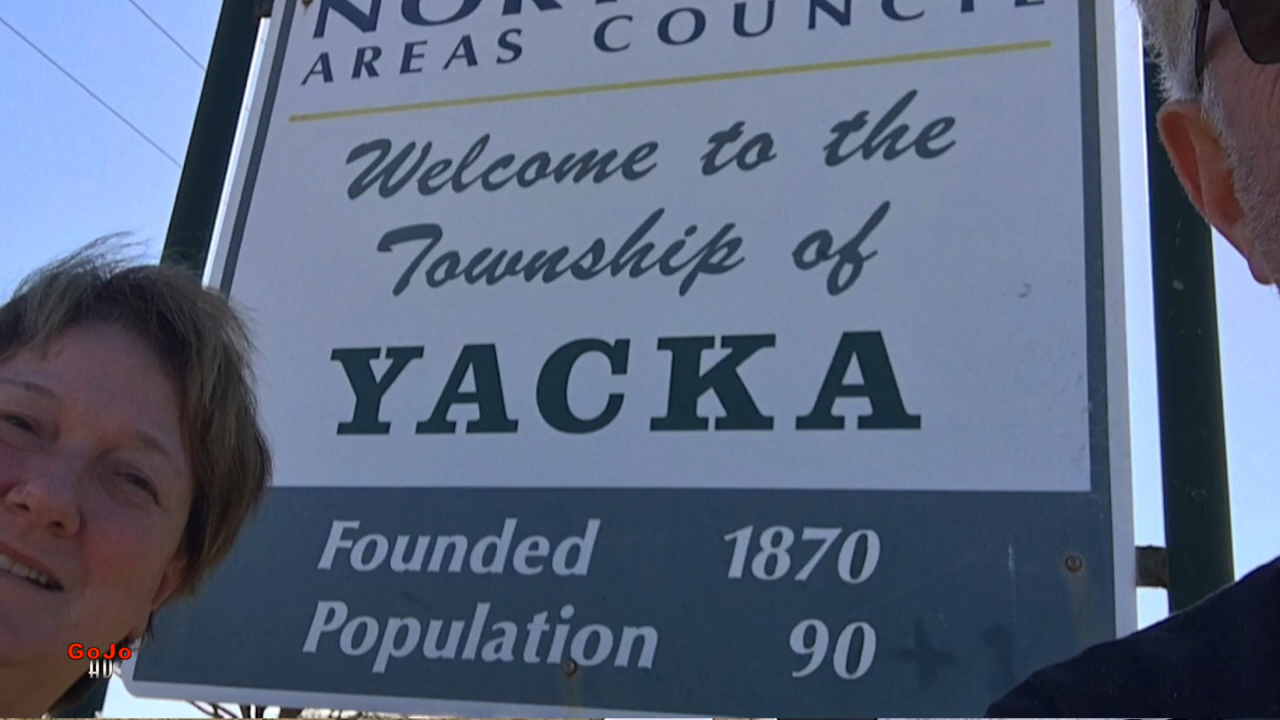 AREAS COUNCIL
Welcome to the
Township of
YACKA
Founded 1870
Population 90
GoJo